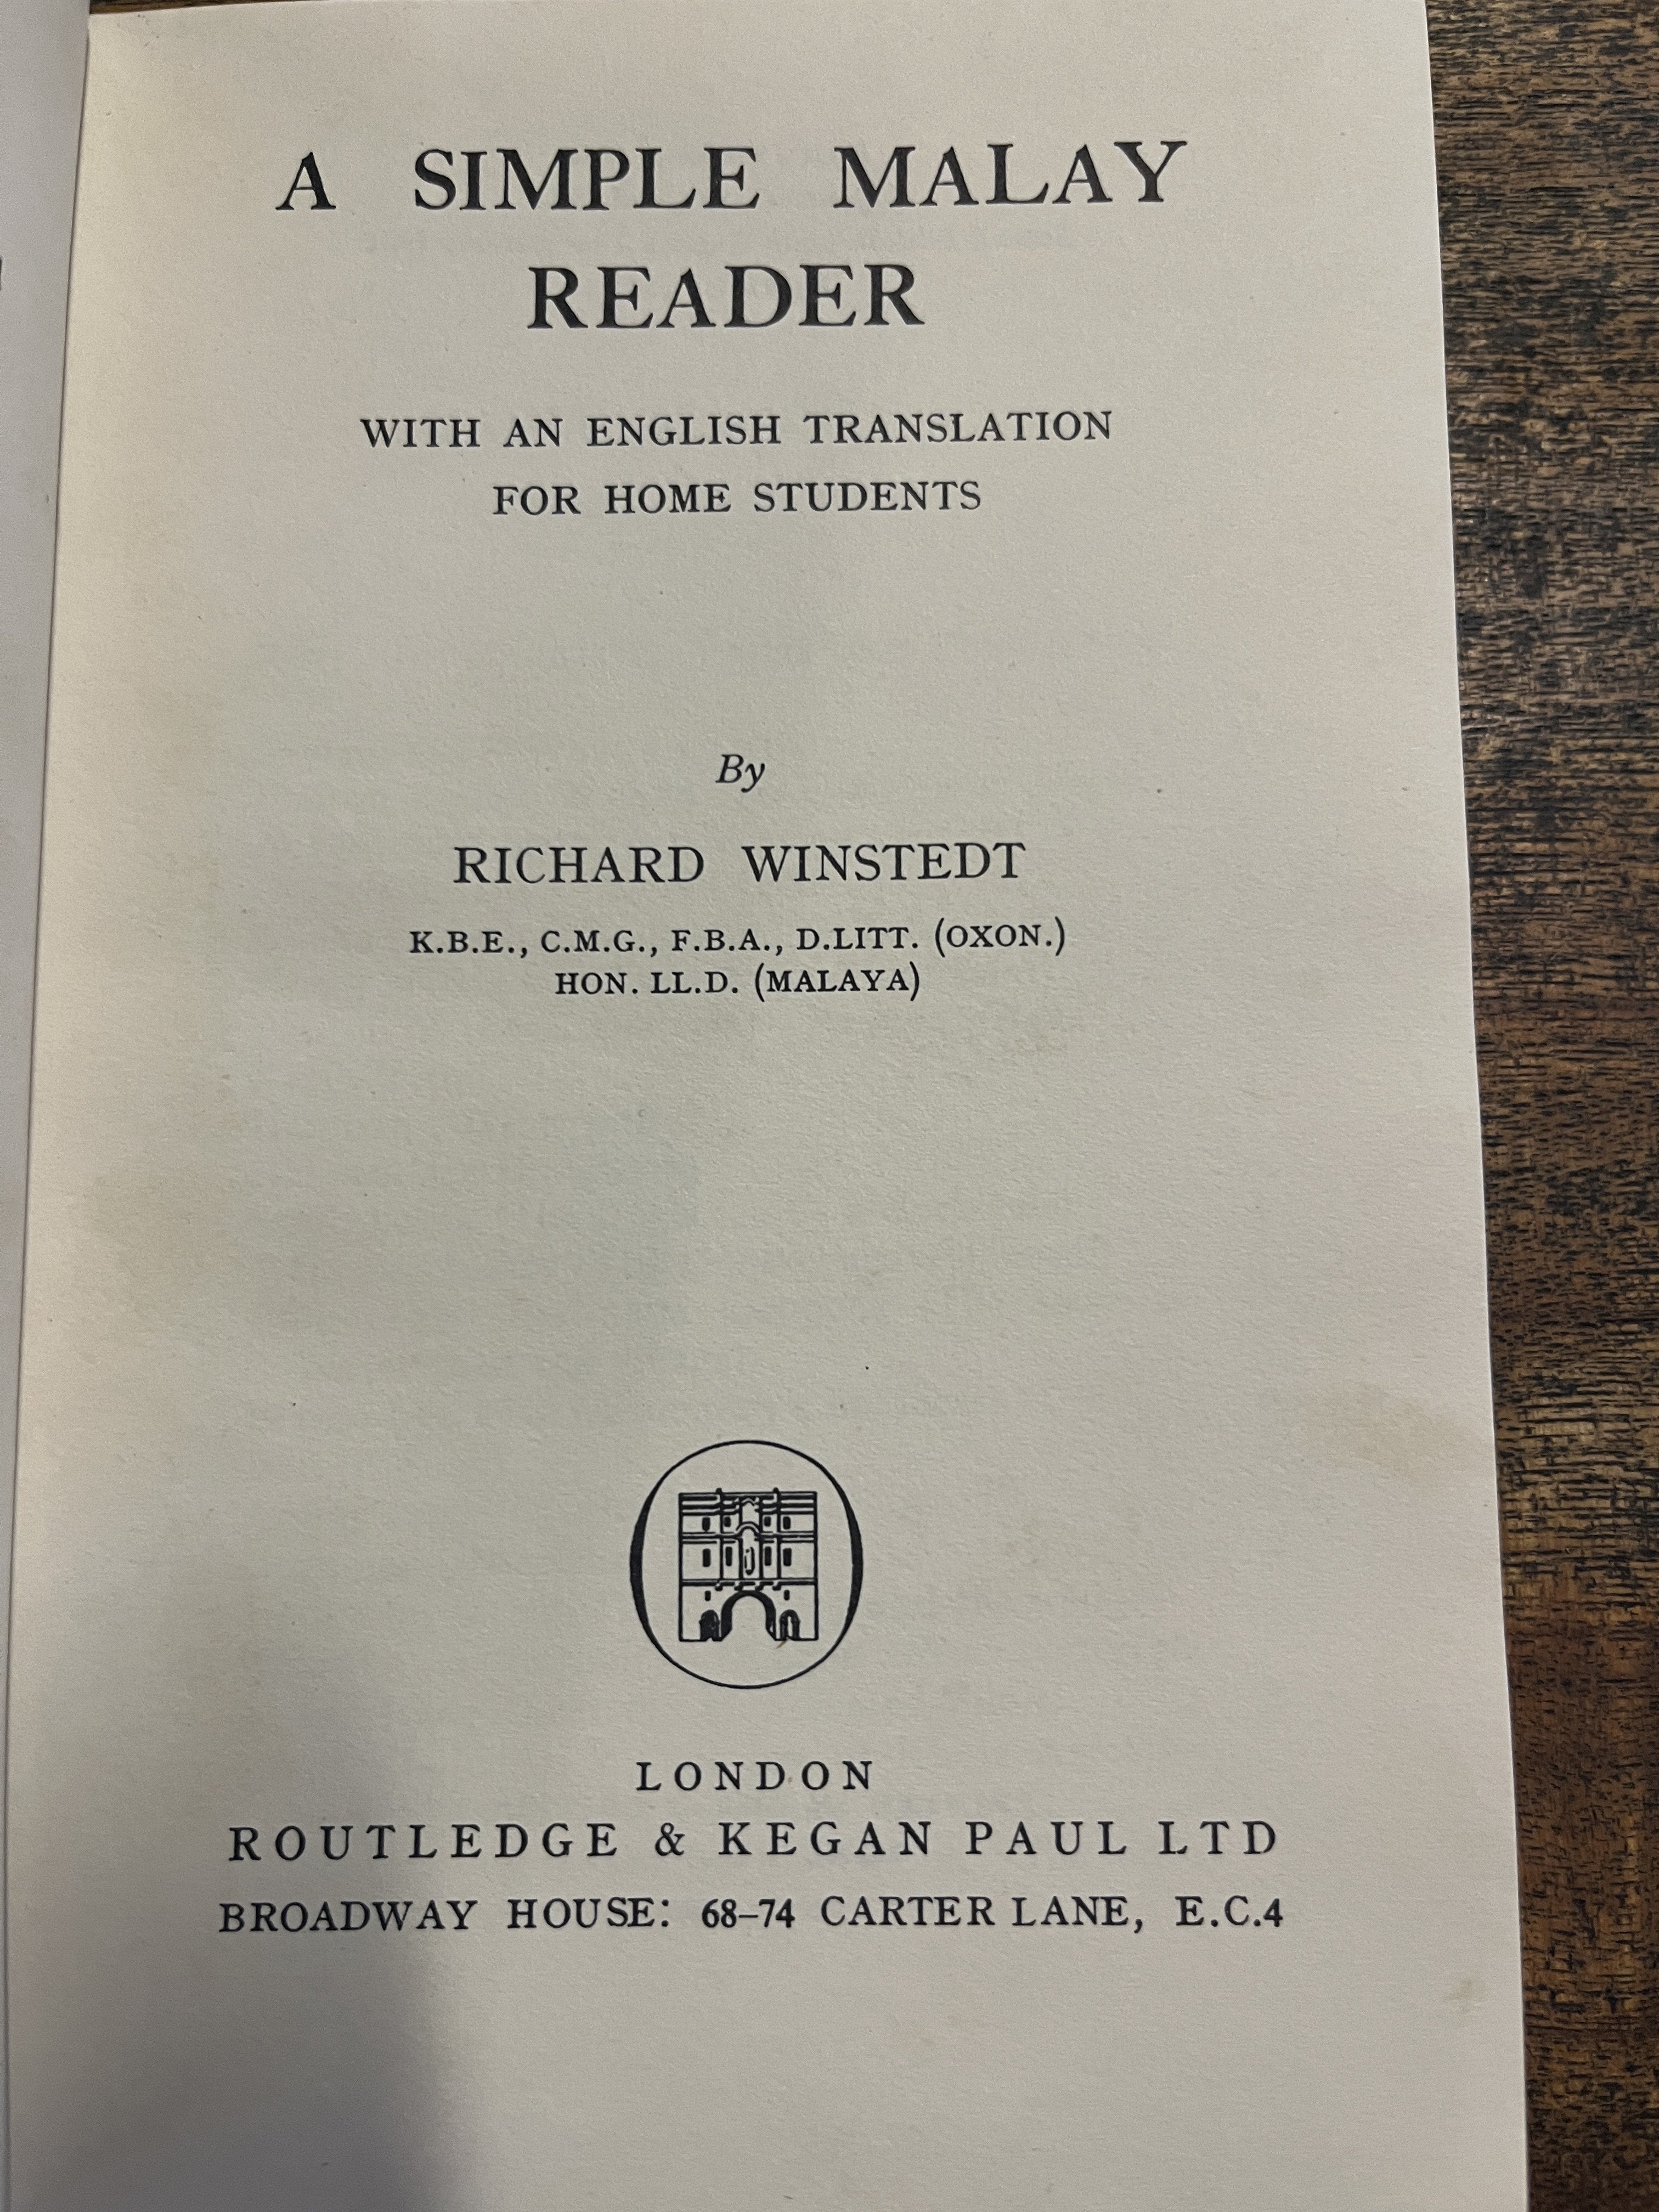 A SIMPLE MALAY
READER
WITH AN ENGLISH TRANSLATION
FOR HOME STUDENTS
By
RICHARD WINSTEDT
K.B.E., C.M.G., F.B.A., D.LITT. (OXON.)
HON. LL.D. (MALAYA)
LONDON
ROUTLEDGE & KEGAN PAUL LTD
BROADWAY HOUSE: 68–74 CARTER LANE, E.C.4